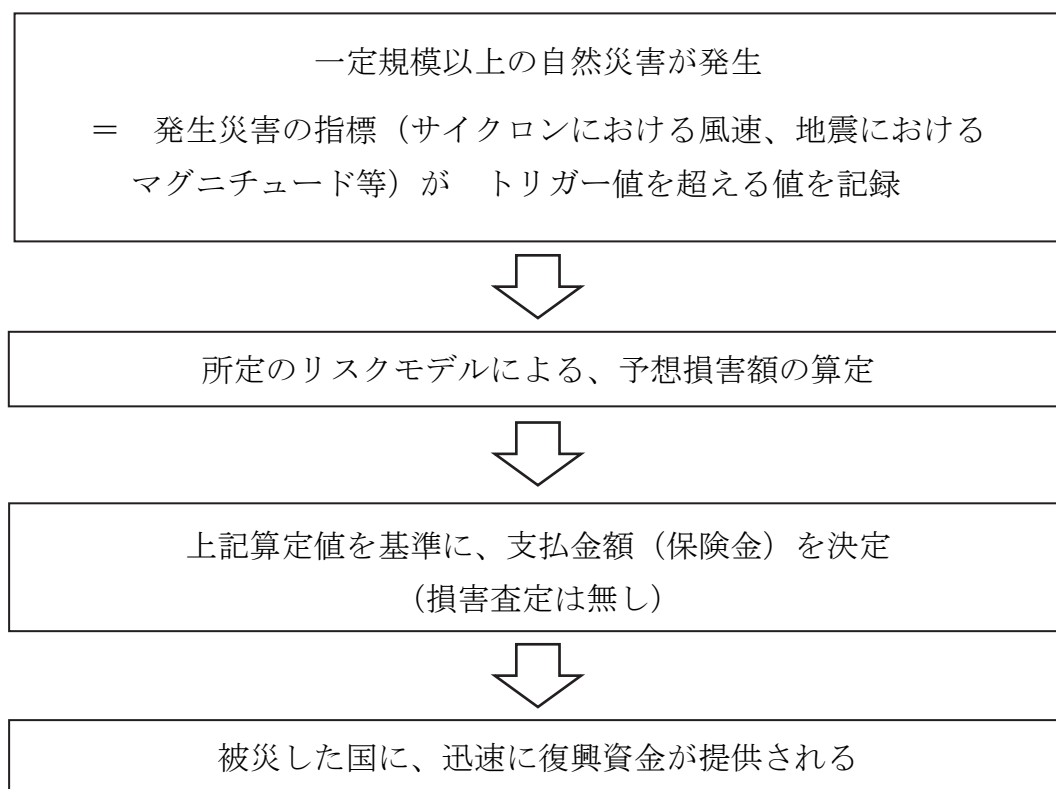 一定規模以上の自然災害が発生
＝　発生災害の指標（サイクロンにおける風速、地震における
マグニチュード等）が　トリガー値を超える値を記録
所定のリスクモデルによる、予想損害額の算定
上記算定値を基準に、支払金額（保険金）を決定
（損害査定は無し）
被災した国に、迅速に復興資金が提供される